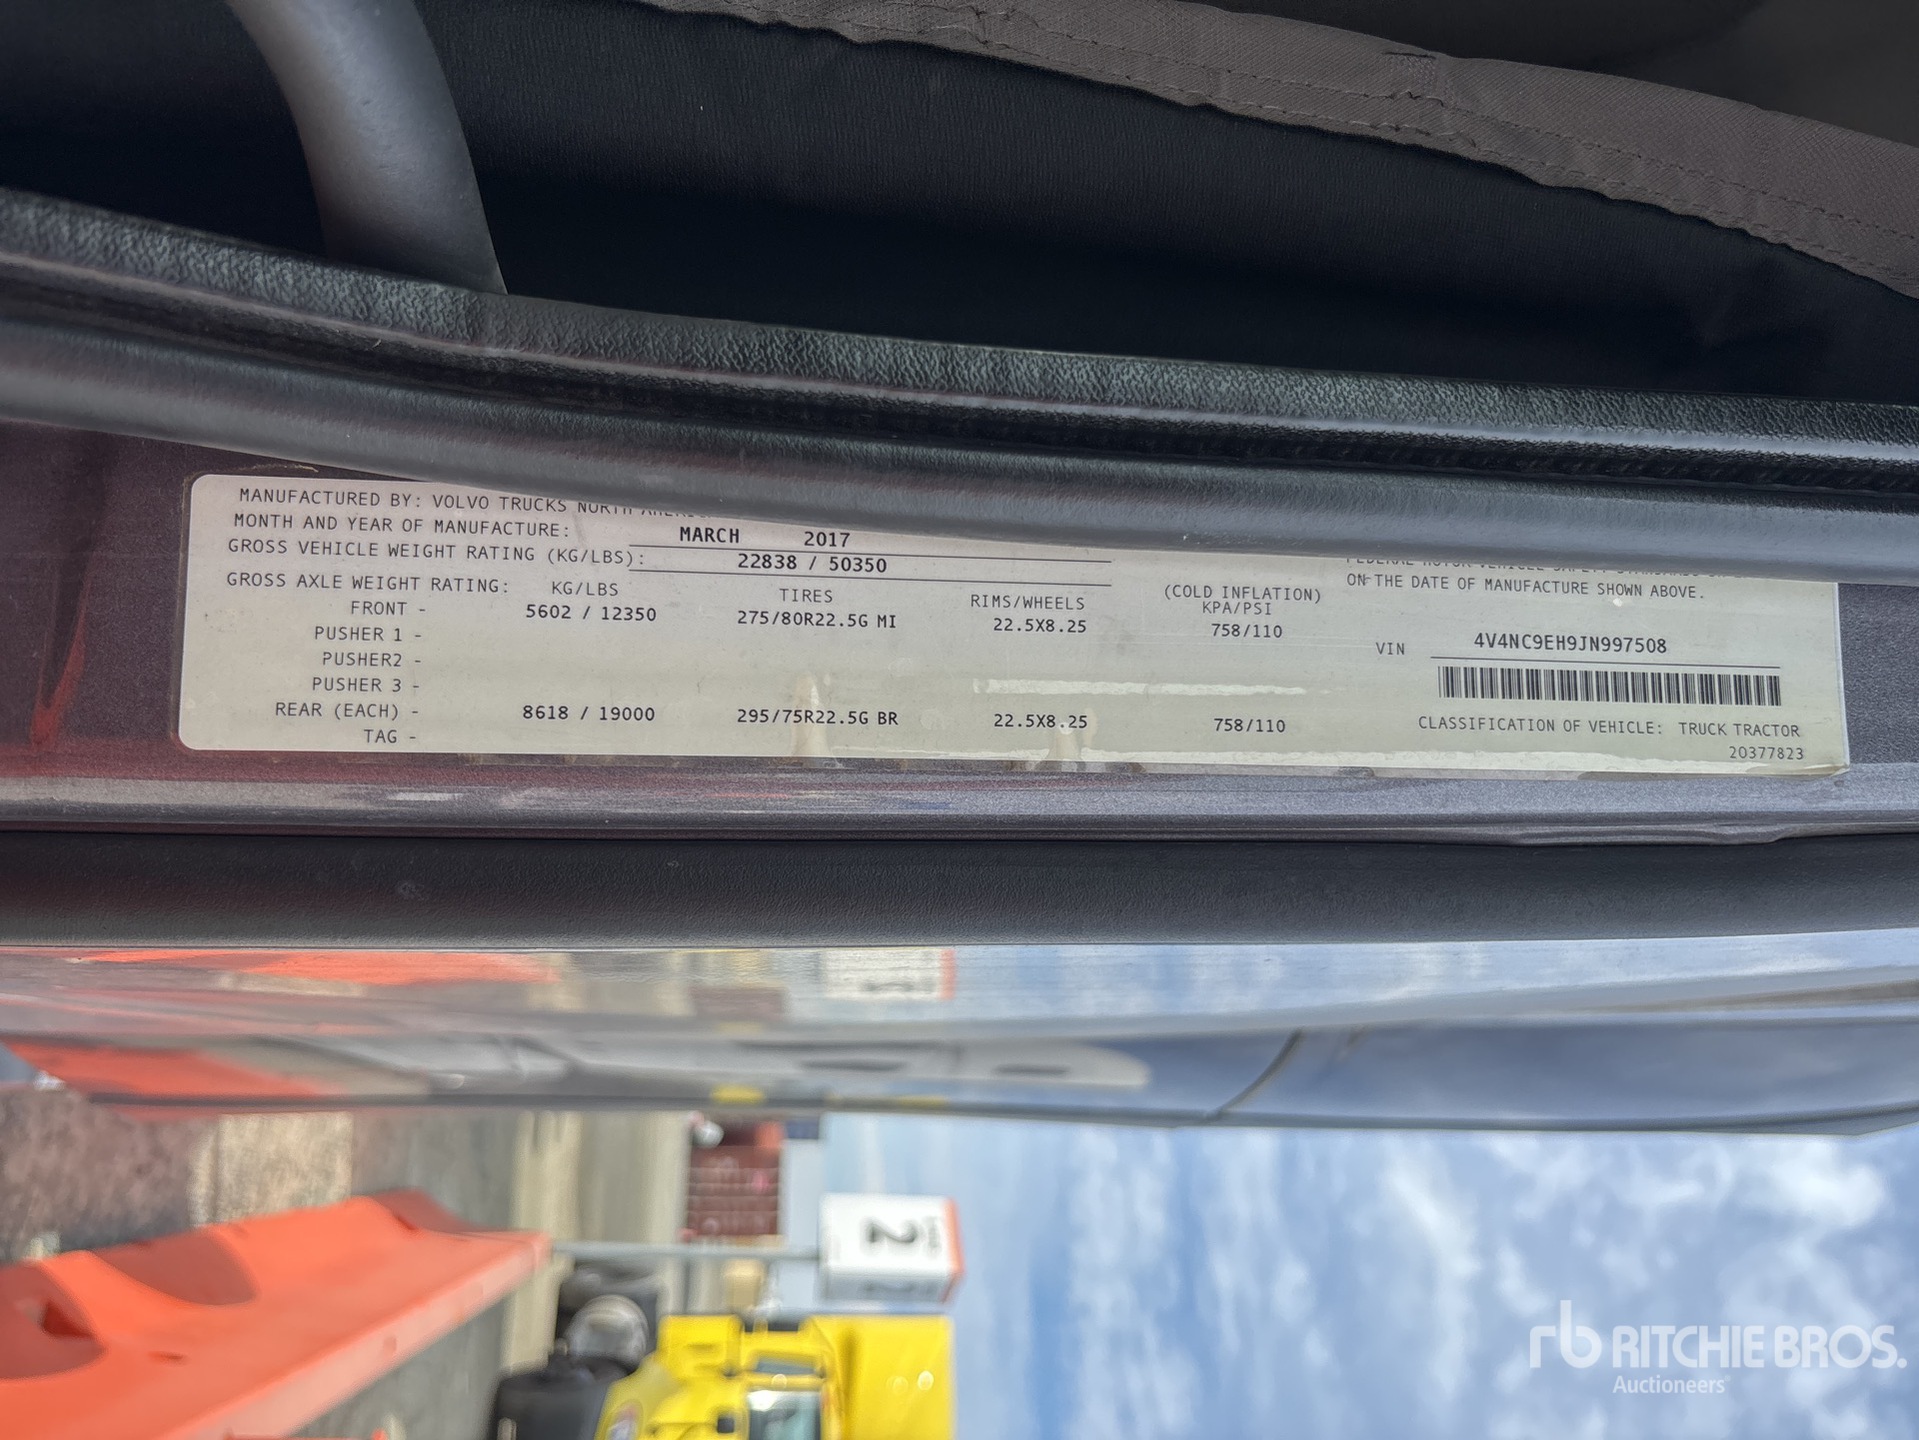 MANUFACTURED BY: VOLVO TRUCKS NORTH
MONTH AND YEAR OF MANUFACTURE: MARCH 2017
GROSS VEHICLE WEIGHT RATING (KG/LBS): 22838 / 50350
GROSS AXLE WEIGHT RATING: KG/LBS TIRES RIMS/WHEELS (COLD INFLATION) KPA/PSI
FRONT - 5602 / 12350 275/80R22.5G MI 22.5X8.25 758/110
PUSHER 1 -
PUSHER2 -
PUSHER 3 -
REAR (EACH) - 8618 / 19000 295/75R22.5G BR 22.5X8.25 758/110
TAG -
ON THE DATE OF MANUFACTURE SHOWN ABOVE.
VIN 4V4NC9EH9JN997508
CLASSIFICATION OF VEHICLE: TRUCK TRACTOR
20377823
2
rb RITCHIE BROS.
Auctioneers